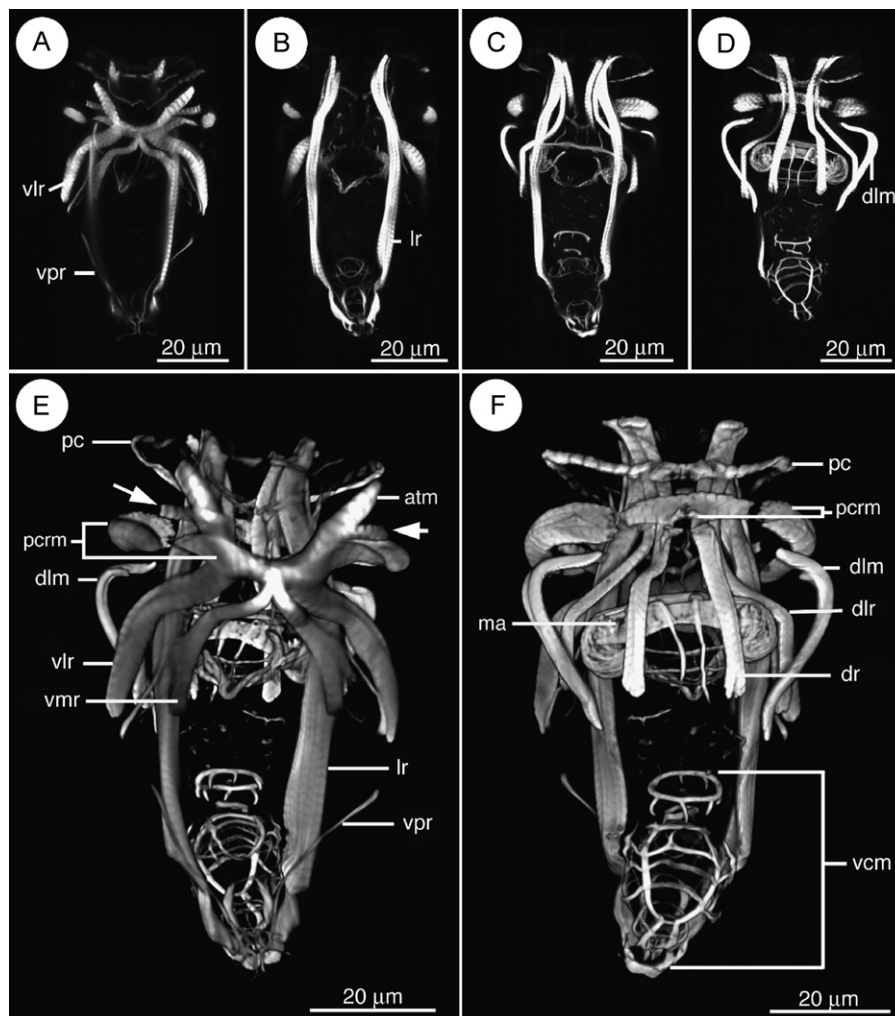 A
B
C
D
vlr
vpr
lr
dlm
20 µm
20 µm
20 µm
20 µm
E
pc
atm
pcrm
dlm
vlr
vmr
lr
vpr
20 µm
F
pc
pcrm
dlm
dlr
ma
dr
vcm
20 µm